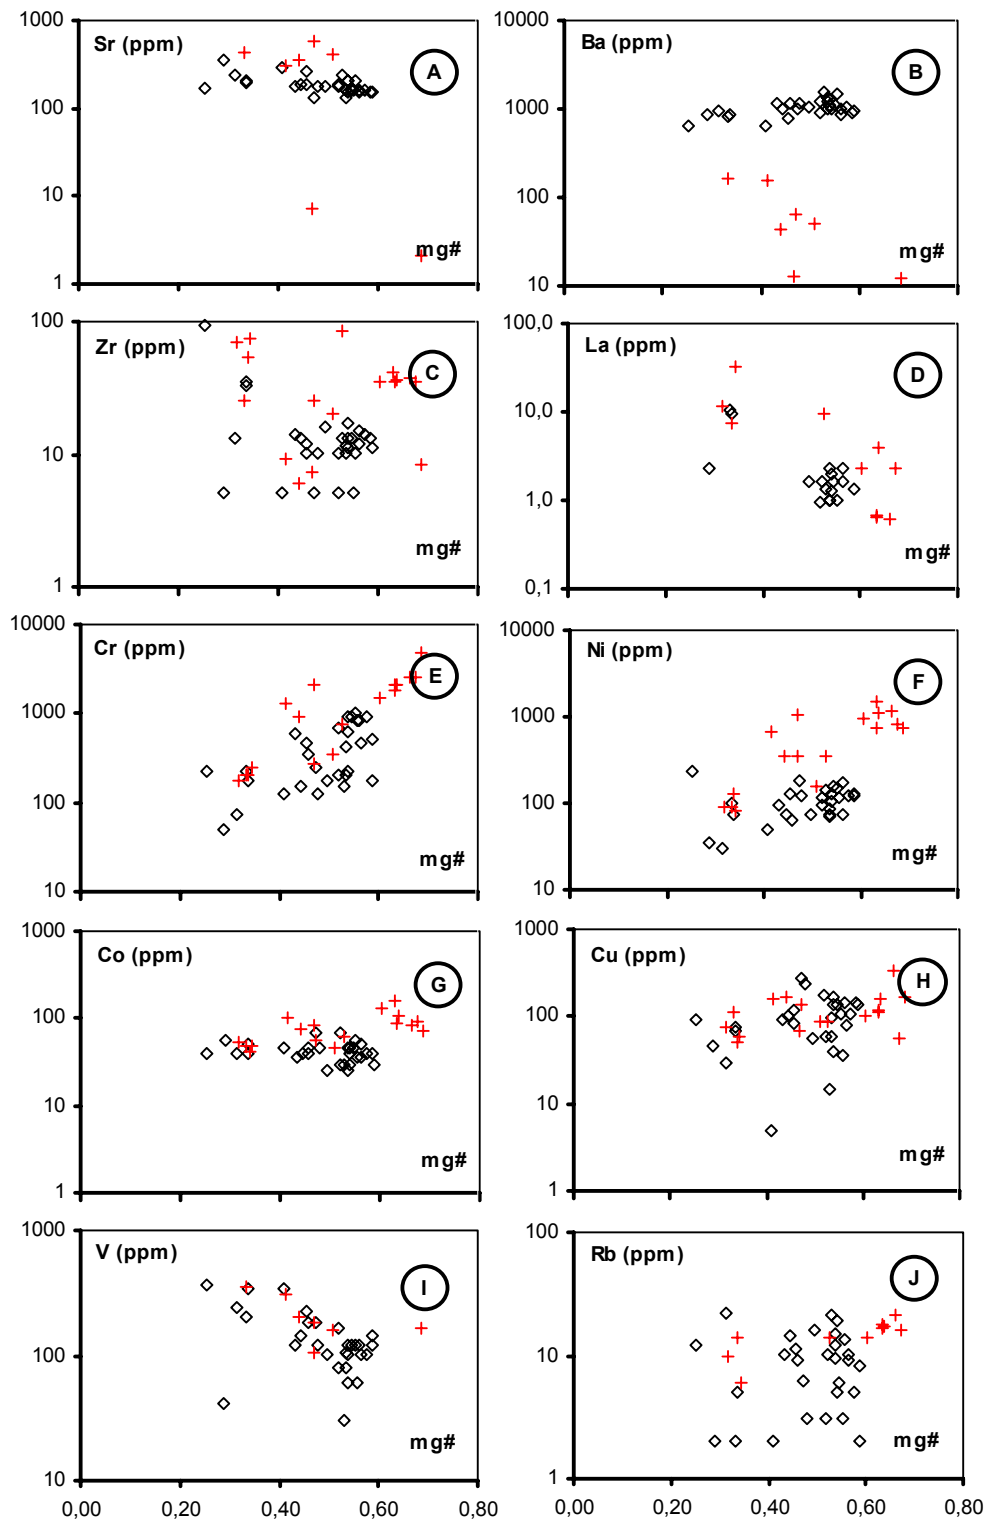 1000
Sr (ppm)
A
100
10
mg#
1
10000
Ba (ppm)
B
1000
100
mg#
10
100
Zr (ppm)
C
10
mg#
1
100,0
La (ppm)
D
10,0
1,0
mg#
0,1
10000
Cr (ppm)
E
1000
100
mg#
10
10000
Ni (ppm)
F
1000
100
mg#
10
1000
Co (ppm)
G
100
10
mg#
1
1000
Cu (ppm)
H
100
10
mg#
1
1000
V (ppm)
I
100
mg#
10
0,00 0,20 0,40 0,60 0,80
100
Rb (ppm)
J
10
mg#
1
0,00 0,20 0,40 0,60 0,80